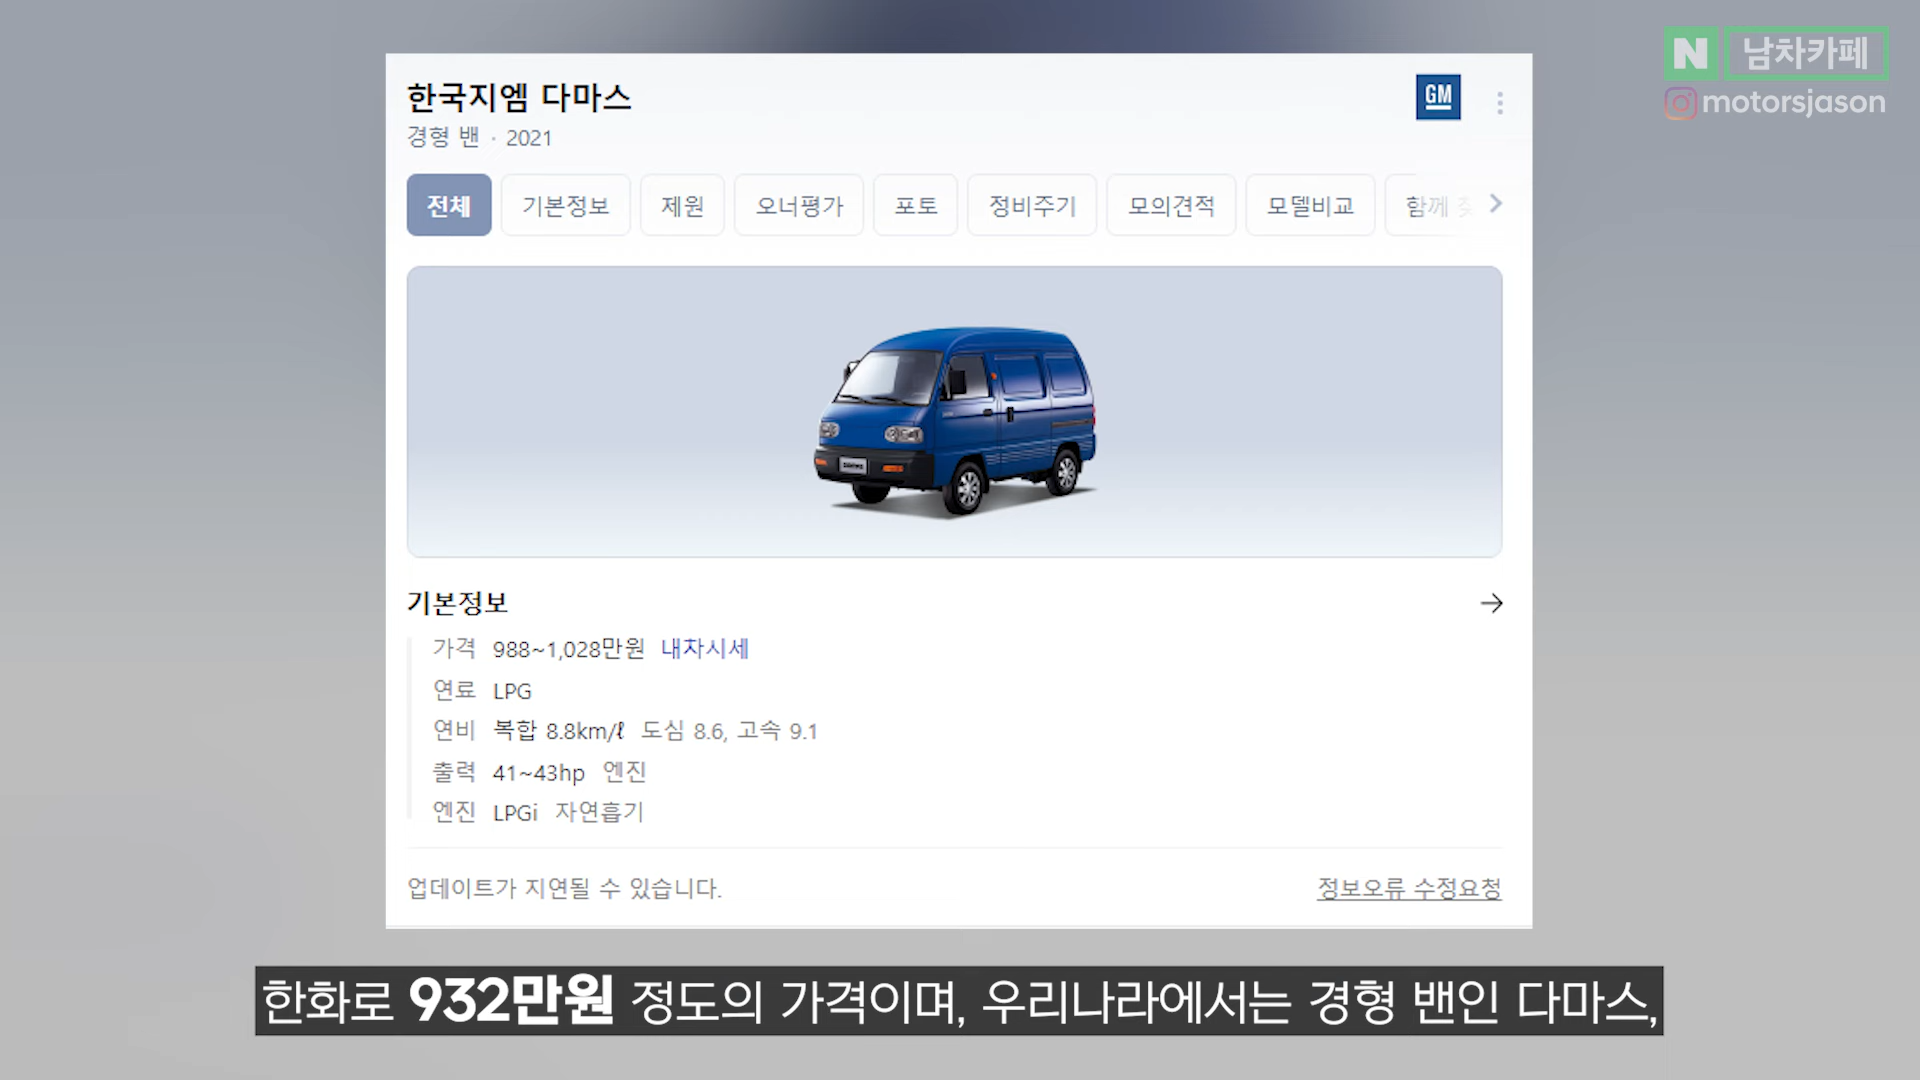 N 남차카페
motorsjason
한국지엠 다마스
GM
경형 밴 · 2021
전체 기본정보 제원 오너평가 포토 정비주기 모의견적 모델비교 함께
기본정보
가격 988~1,028만원 내차시세
연료 LPG
연비 복합 8.8km/ℓ 도심 8.6, 고속 9.1
출력 41~43hp 엔진
엔진 LPGi 자연흡기
업데이트가 지연될 수 있습니다.
정보오류 수정요청
한화로 932만원 정도의 가격이며, 우리나라에서는 경형 밴인 다마스,